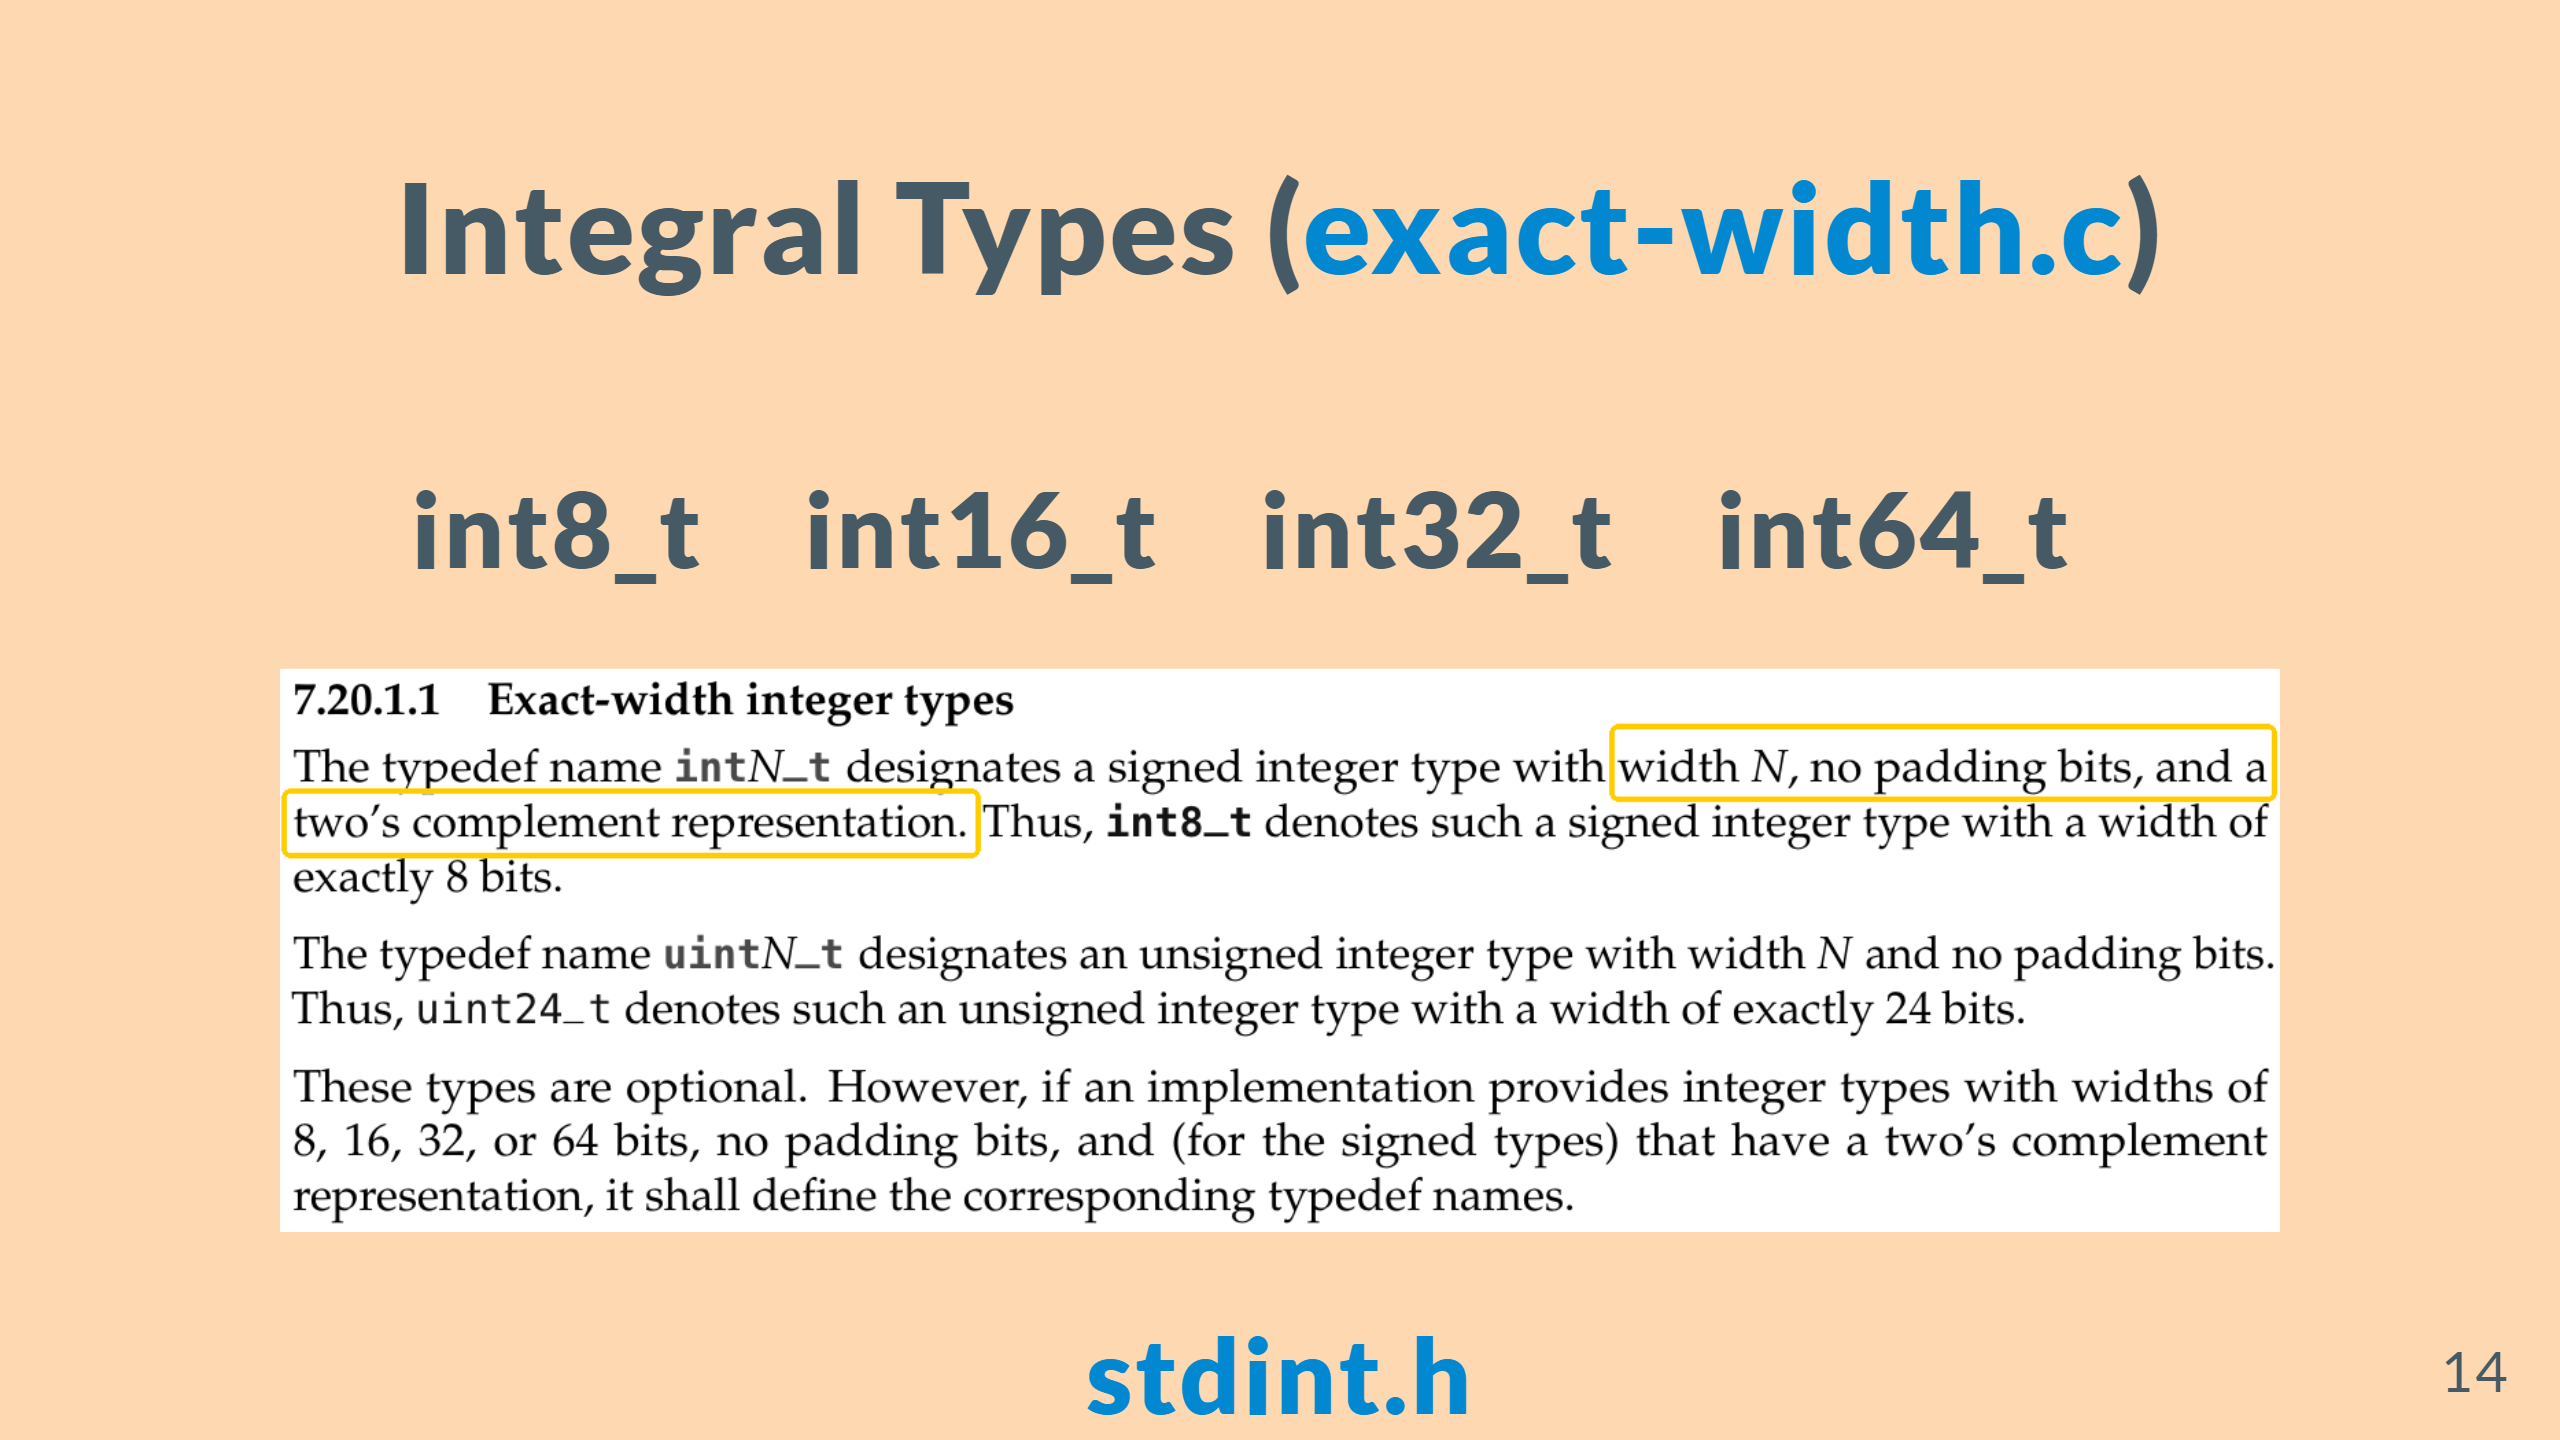 Integral Types (exact-width.c)
int8_t int16_t int32_t int64_t
7.20.1.1 Exact-width integer types
The typedef name intN_t designates a signed integer type with width N, no padding bits, and a
two’s complement representation. Thus, int8_t denotes such a signed integer type with a width of
exactly 8 bits.
The typedef name uintN_t designates an unsigned integer type with width N and no padding bits.
Thus, uint24_t denotes such an unsigned integer type with a width of exactly 24 bits.
These types are optional. However, if an implementation provides integer types with widths of
8, 16, 32, or 64 bits, no padding bits, and (for the signed types) that have a two’s complement
representation, it shall define the corresponding typedef names.
stdint.h
14